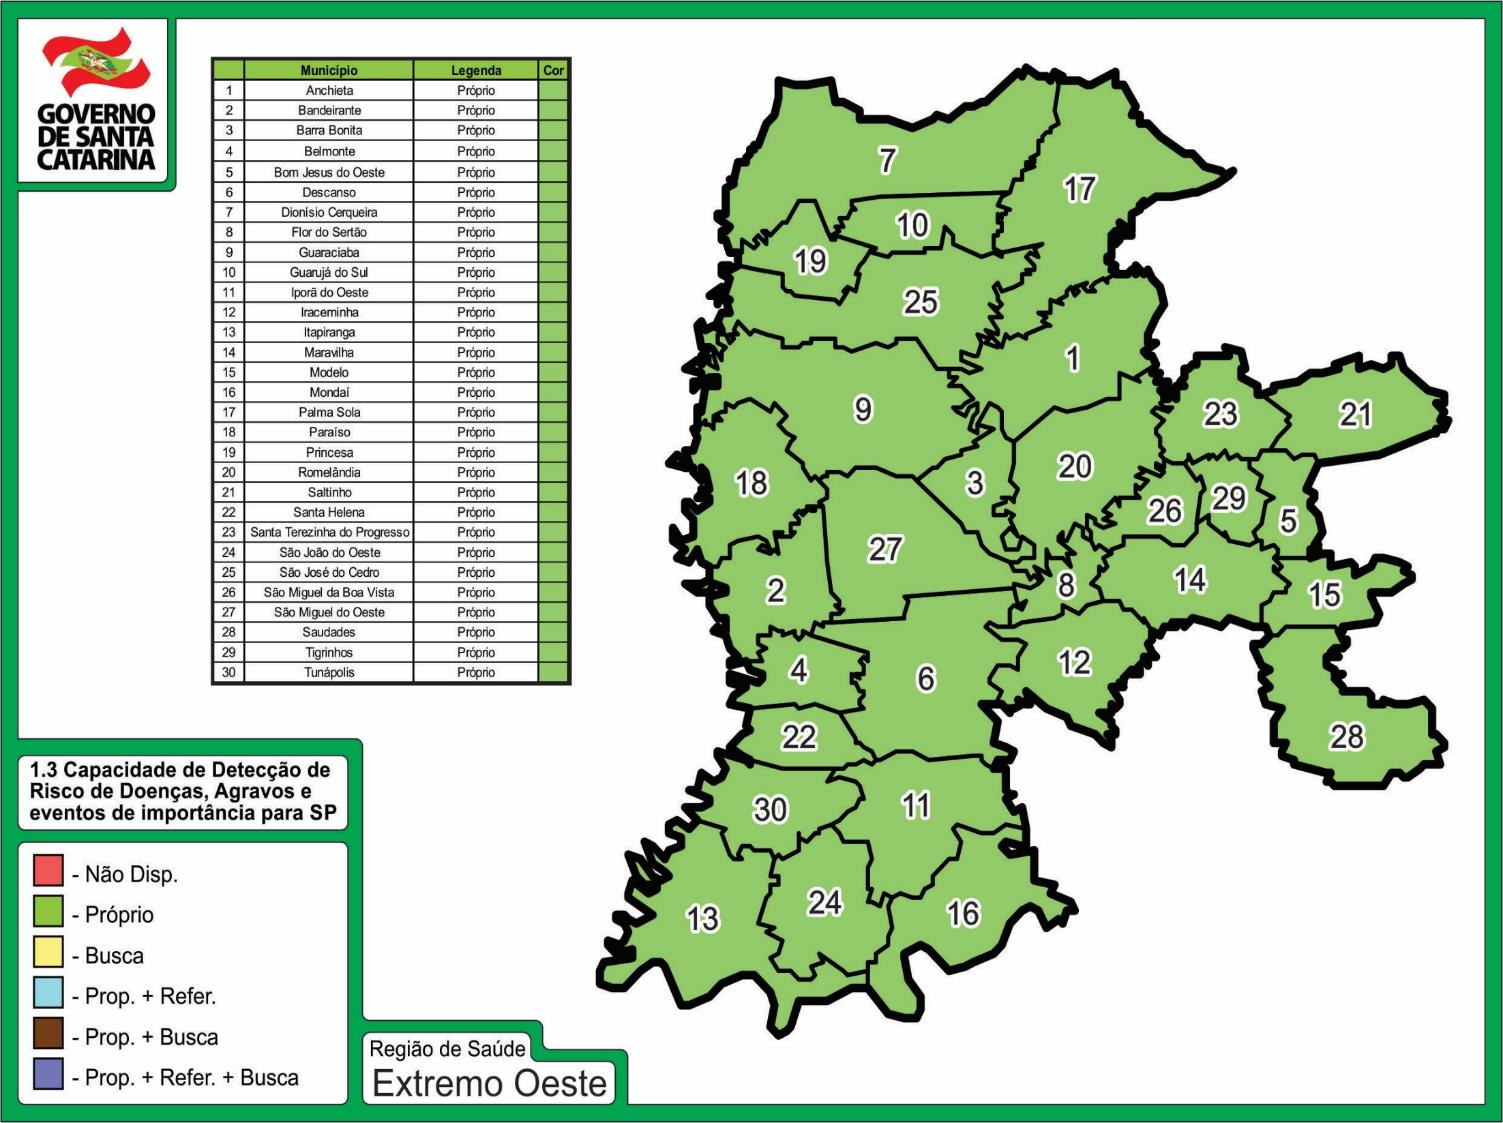 GOVERNO
DE SANTA
CATARINA
Município Legenda Cor
1 Anchieta Próprio
2 Bandeirante Próprio
3 Barra Bonita Próprio
4 Belmonte Próprio
5 Bom Jesus do Oeste Próprio
6 Descanso Próprio
7 Dionísio Cerqueira Próprio
8 Flor do Sertão Próprio
9 Guaraciaba Próprio
10 Guarujá do Sul Próprio
11 Iporã do Oeste Próprio
12 Iraceminha Próprio
13 Itapiranga Próprio
14 Maravilha Próprio
15 Modelo Próprio
16 Mondaí Próprio
17 Palma Sola Próprio
18 Paraíso Próprio
19 Princesa Próprio
20 Romelândia Próprio
21 Saltinho Próprio
22 Santa Helena Próprio
23 Santa Terezinha do Progresso Próprio
24 São João do Oeste Próprio
25 São José do Cedro Próprio
26 São Miguel da Boa Vista Próprio
27 São Miguel do Oeste Próprio
28 Saudades Próprio
29 Tigrinhos Próprio
30 Tunápolis Próprio
7
17
10
19
25
1
9
23
21
20
18
3
26
29
5
27
8
14
2
15
4
6
12
22
28
30
11
13
24
16
1.3 Capacidade de Detecção de
Risco de Doenças, Agravos e
eventos de importância para SP
- Não Disp.
- Próprio
- Busca
- Prop. + Refer.
- Prop. + Busca
- Prop. + Refer. + Busca
Região de Saúde
Extremo Oeste